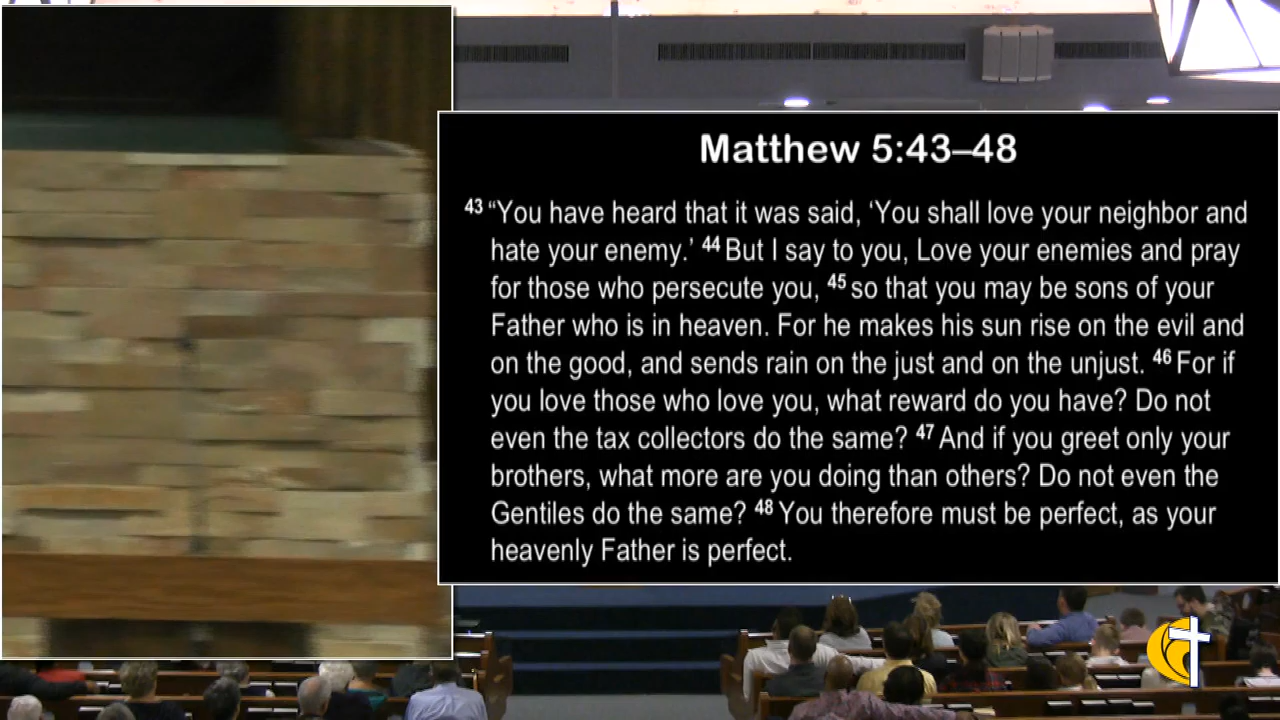 Matthew 5:43–48
43 “You have heard that it was said, ‘You shall love your neighbor and
hate your enemy.’ 44 But I say to you, Love your enemies and pray
for those who persecute you, 45 so that you may be sons of your
Father who is in heaven. For he makes his sun rise on the evil and
on the good, and sends rain on the just and on the unjust. 46 For if
you love those who love you, what reward do you have? Do not
even the tax collectors do the same? 47 And if you greet only your
brothers, what more are you doing than others? Do not even the
Gentiles do the same? 48 You therefore must be perfect, as your
heavenly Father is perfect.